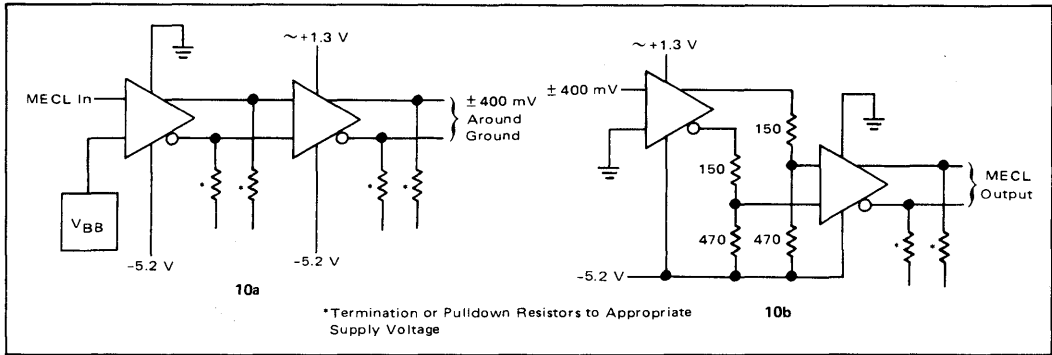 MECL In
VBB
-5.2 V
~+1.3 V
-5.2 V
± 400 mV
Around
Ground
*
*
*
*
10a
~+1.3 V
± 400 mV
150
150
470
470
-5.2 V
MECL
Output
*
*
10b
*Termination or Pulldown Resistors to Appropriate
Supply Voltage